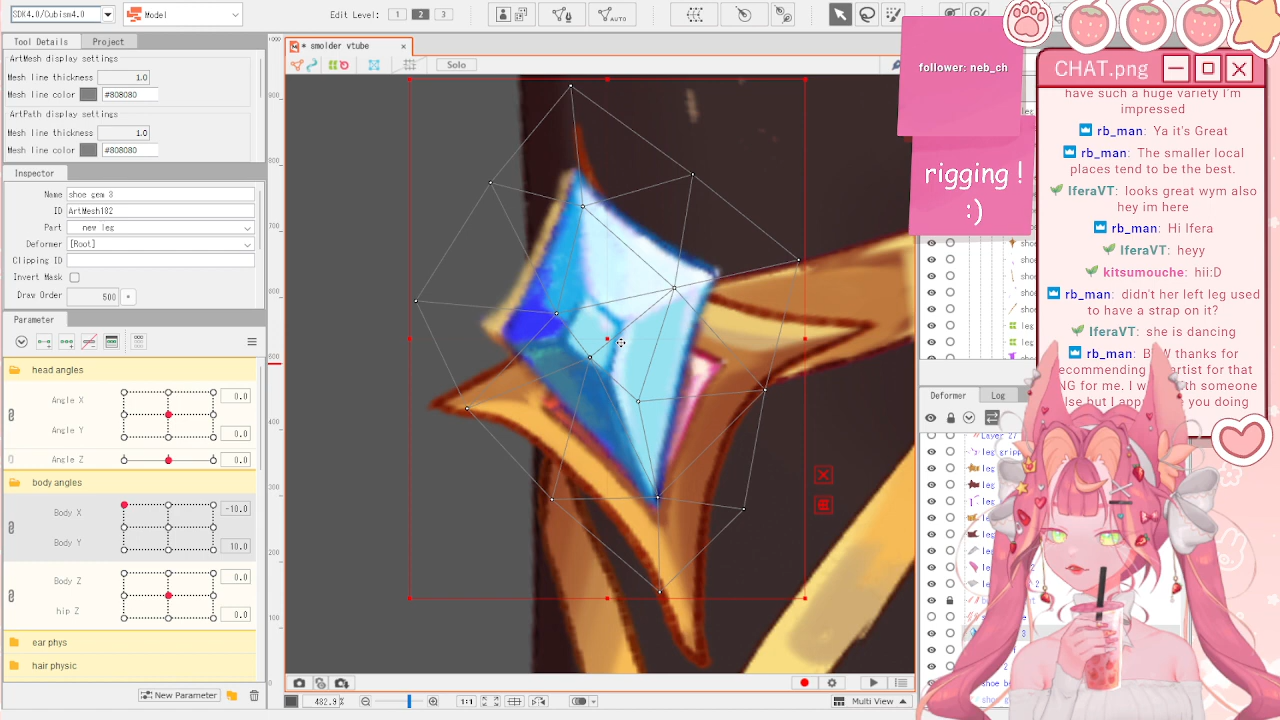 SDK4.0/Cubism4.0
Model
Edit Level: 1 2 3
AUTO
Tool Details
Project
ArtMesh display settings
Mesh line thickness 1.0
Mesh line color #808080
ArtPath display settings
Mesh line thickness 1.0
Mesh line color #808080
Inspector
Name shoe gem 3
ID ArtMesh182
Part new leg
Deformer [Root]
Clipping ID
Invert Mask
Draw Order 500
Parameter
head angles
Angle X 0.0
Angle Y 0.0
Angle Z 0.0
body angles
Body X -10.0
Body Y 10.0
Body Z 0.0
hip Z 0.0
ear phys
hair physic
New Parameter
* smolder vtube
Solo
482.9%
1:1
Multi View
Deformer
Log
follower: neb_ch
rigging !
:)
CHAT.png
have such a huge variety I'm
impressed
rb_man: Ya it's Great
rb_man: The smaller local
places tend to be the best.
IferaVT: looks great wym also
hey im here
rb_man: Hi Ifera
IferaVT: heyy
kitsumouche: hii:D
rb_man: didn't her left leg used
to have a strap on it?
IferaVT: she is dancing
rb_man: thanks for